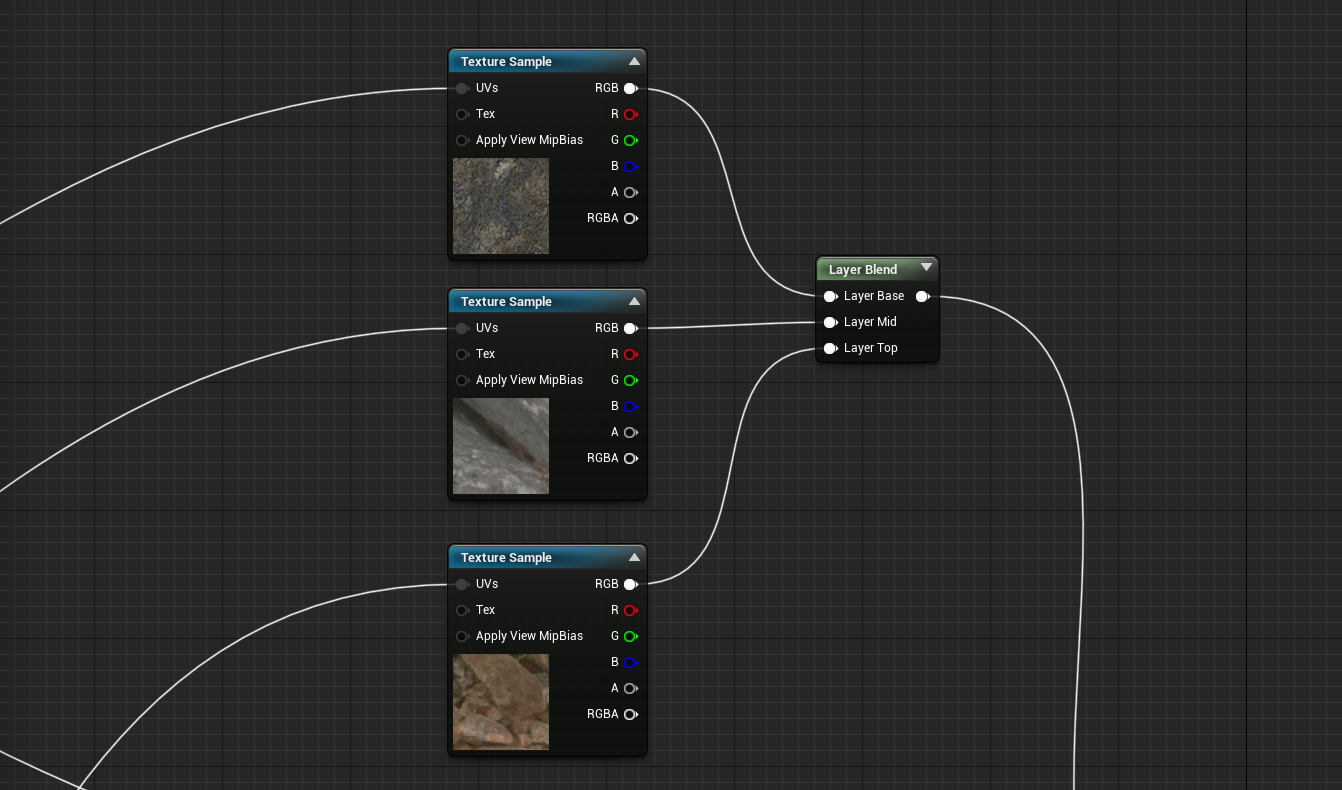 Texture Sample
UVs RGB
Tex R
Apply View MipBias G
B
A
RGBA
Layer Blend
Layer Base
Layer Mid
Layer Top
Texture Sample
UVs RGB
Tex R
Apply View MipBias G
B
A
RGBA
Texture Sample
UVs RGB
Tex R
Apply View MipBias G
B
A
RGBA